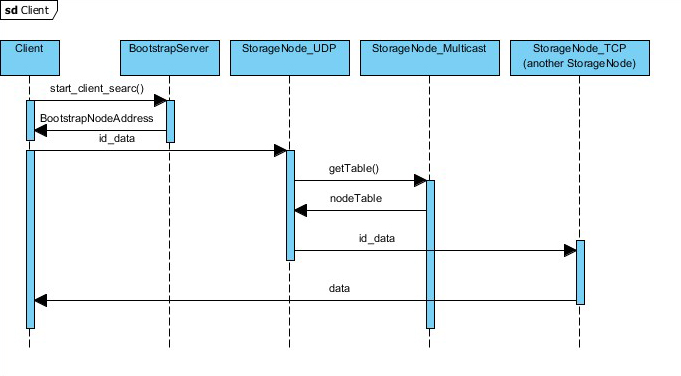 sd Client
Client
BootstrapServer
StorageNode_UDP
StorageNode_Multicast
StorageNode_TCP
(another StorageNode)
start_client_searc()
BootstrapNodeAddress
id_data
getTable()
nodeTable
id_data
data